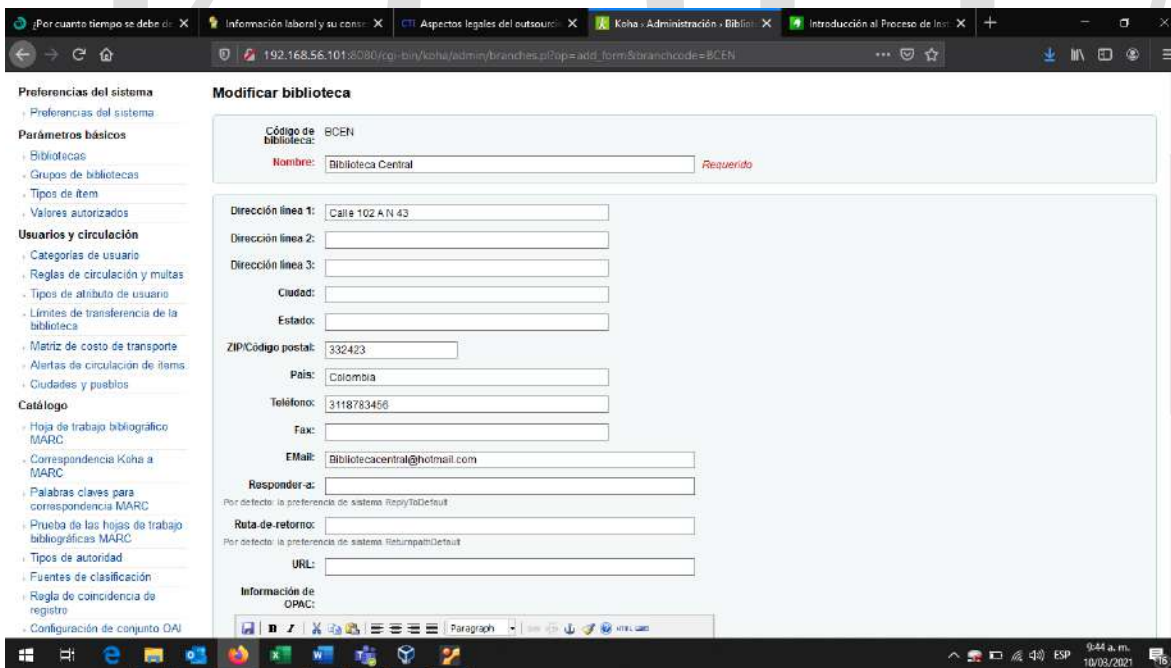 ¿Por cuanto tiempo se debe de
Información laboral y su conse
CTI Aspectos legales del outsourci
Koha › Administración › Bibliot
Introducción al Proceso de Inst
192.168.56.101:8080/cgi-bin/koha/admin/branches.pl?op=add_form&branchcode=BCEN
Preferencias del sistema
Preferencias del sistema
Parámetros básicos
Bibliotecas
Grupos de bibliotecas
Tipos de ítem
Valores autorizados
Usuarios y circulación
Categorías de usuario
Reglas de circulación y multas
Tipos de atributo de usuario
Límites de transferencia de la
biblioteca
Matriz de costo de transporte
Alertas de circulación de ítems
Ciudades y pueblos
Catálogo
Hoja de trabajo bibliográfico
MARC
Correspondencia Koha a
MARC
Palabras claves para
correspondencia MARC
Prueba de las hojas de trabajo
bibliográficas MARC
Tipos de autoridad
Fuentes de clasificación
Regla de coincidencia de
registro
Configuración de conjunto OAI
Modificar biblioteca
Código de
biblioteca: BCEN
Nombre: Biblioteca Central Requerido
Dirección línea 1: Calle 102 A N 43
Dirección línea 2:
Dirección línea 3:
Ciudad:
Estado:
ZIP/Código postal: 332423
País: Colombia
Teléfono: 3118783456
Fax:
EMail: Bibliotecacentral@hotmail.com
Responder-a:
Por defecto: la preferencia de sistema ReplyToDefault
Ruta-de-retorno:
Por defecto: la preferencia de sistema ReturnpathDefault
URL:
Información de
OPAC:
Paragraph
HTML
ESP
9:44 a. m.
10/03/2021